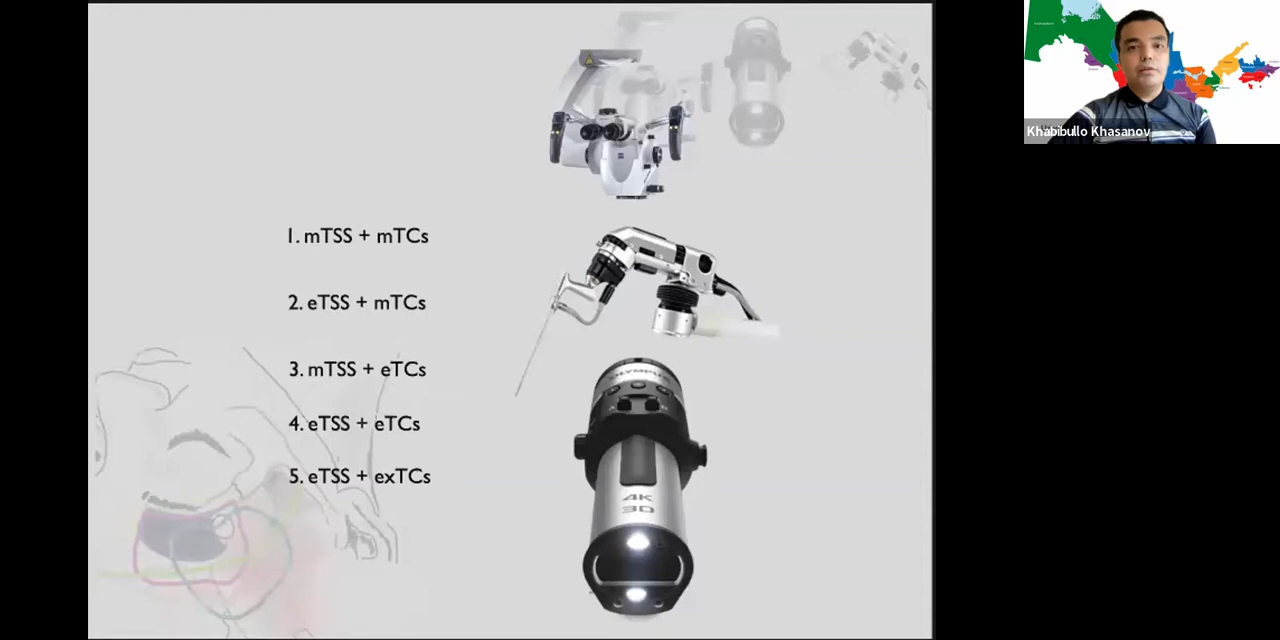 1. mTSS + mTCs
2. eTSS + mTCs
3. mTSS + eTCs
4. eTSS + eTCs
5. eTSS + exTCs
OLYMPUS
4K
3D
Khabibullo Khasanov